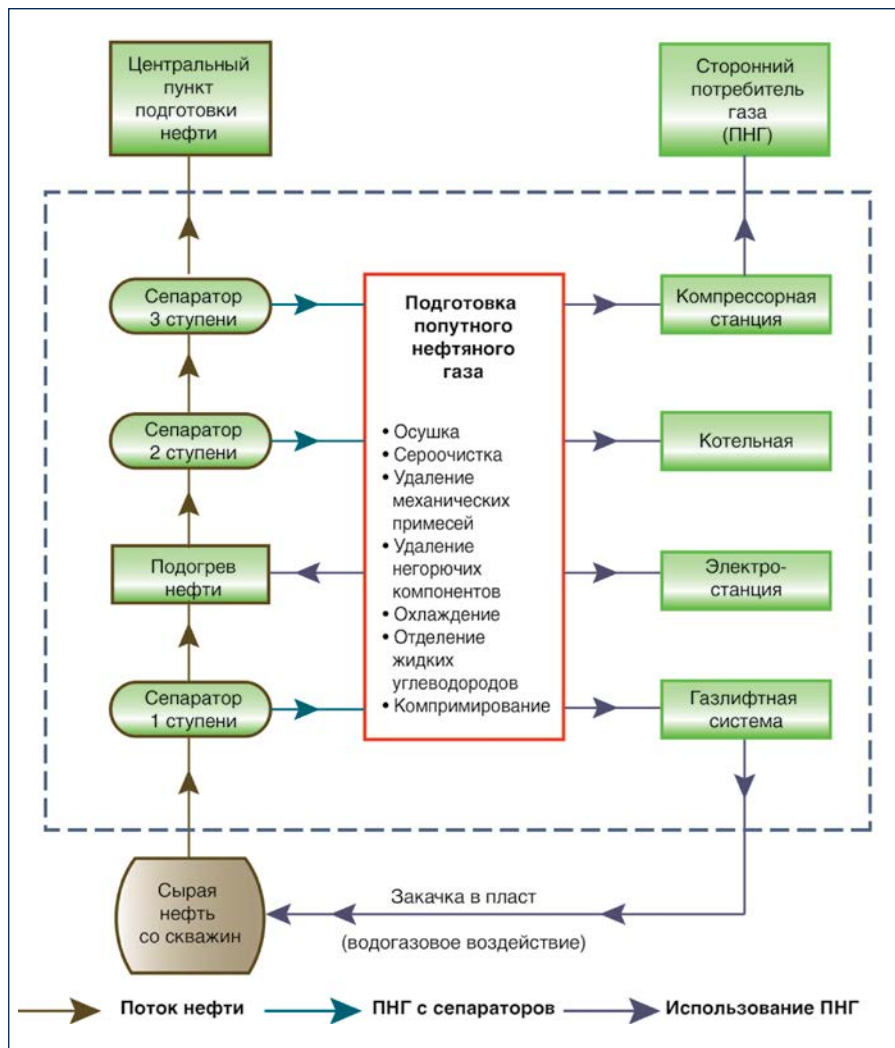 Центральный
пункт
подготовки
нефти
Сторонний
потребитель
газа
(ПНГ)
Сепаратор
3 ступени
Подготовка
попутного
нефтяного
газа
Компрессорная
станция
Сепаратор
2 ступени
• Осушка
• Сероочистка
• Удаление
механических
примесей
• Удаление
негорючих
компонентов
• Охлаждение
• Отделение
жидких
углеводородов
• Компримирование
Котельная
Подогрев
нефти
Электро-
станция
Сепаратор
1 ступени
Газлифтная
система
Сырая
нефть
со скважин
Закачка в пласт
(водогазовое воздействие)
Поток нефти
ПНГ с сепараторов
Использование ПНГ